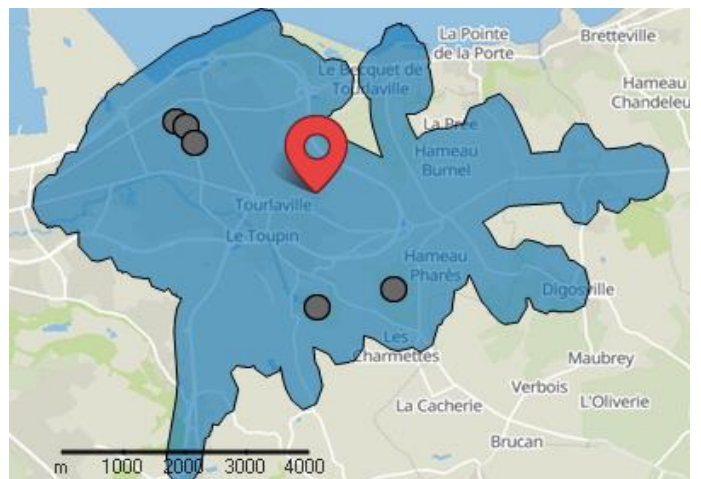 La Pointe
de la Porte
Bretteville
Le Becquet de
Tourlaville
Hameau
Chandeleu
La Prée
Hameau
Burnel
Tourlaville
Le Toupin
Hameau
Pharès
Digosville
Les
Charmettes
Maubrey
Verbois
La Cacherie
L'Oliverie
Brucan
m 1000 2000 3000 4000